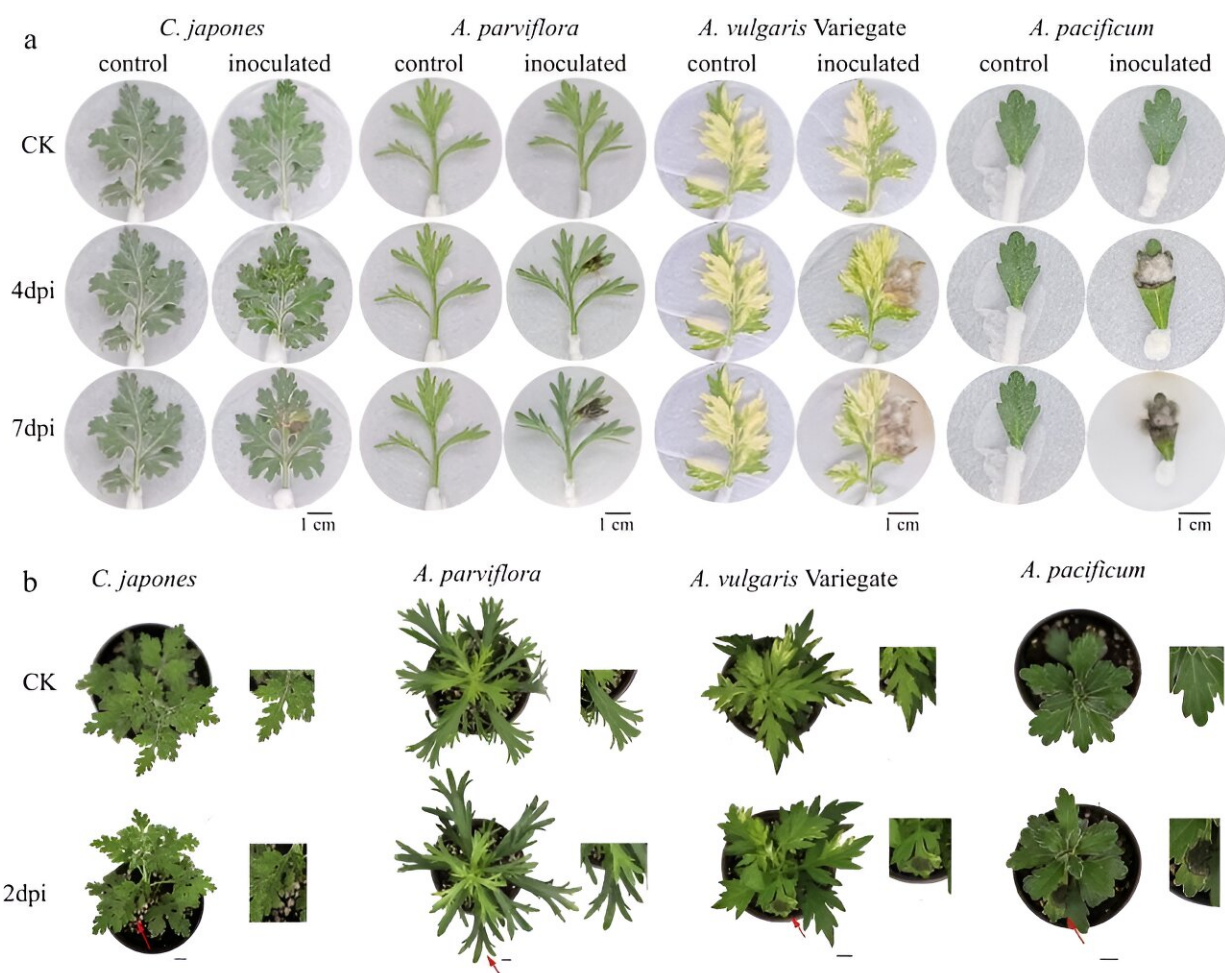 a
C. japones
A. parviflora
A. vulgaris Variegate
A. pacificum
control
inoculated
control
inoculated
control
inoculated
control
inoculated
CK
4dpi
7dpi
1 cm
1 cm
1 cm
1 cm
b
C. japones
A. parviflora
A. vulgaris Variegate
A. pacificum
CK
2dpi